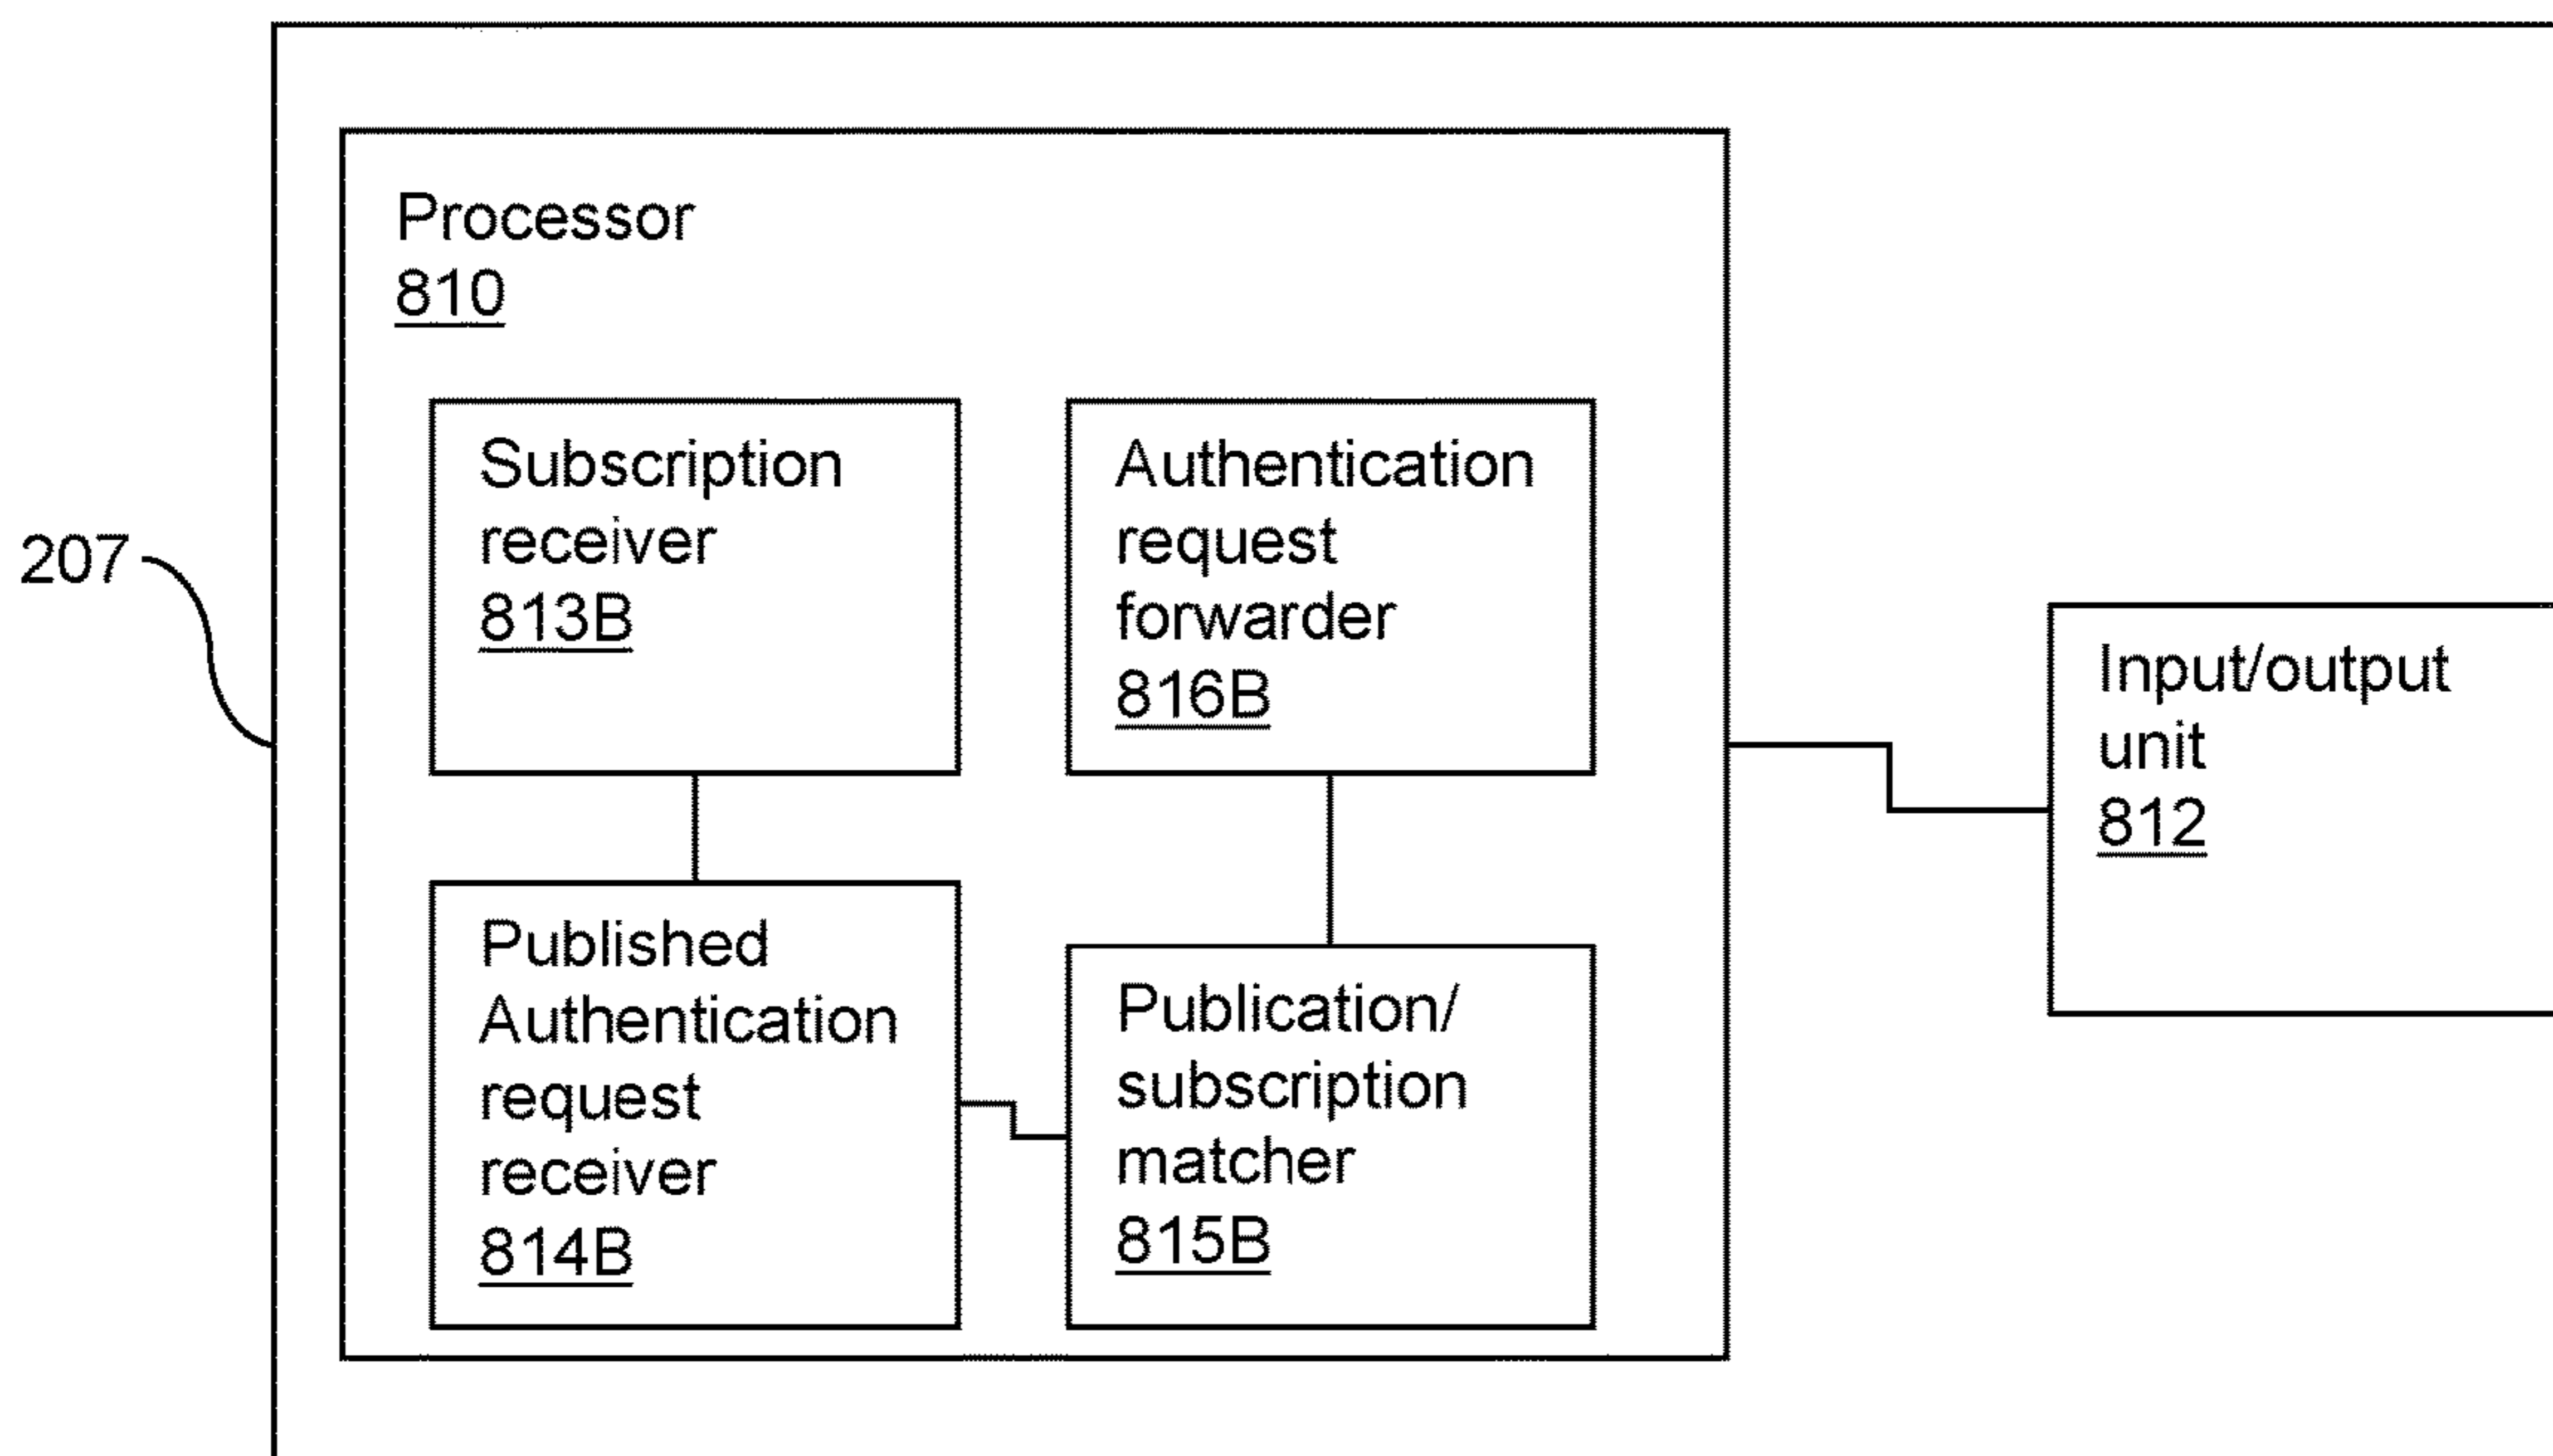 Processor
810
Subscription
receiver
813B
Authentication
request
forwarder
816B
207
Input/output
unit
812
Published
Authentication
request
receiver
814B
Publication/
subscription
matcher
815B